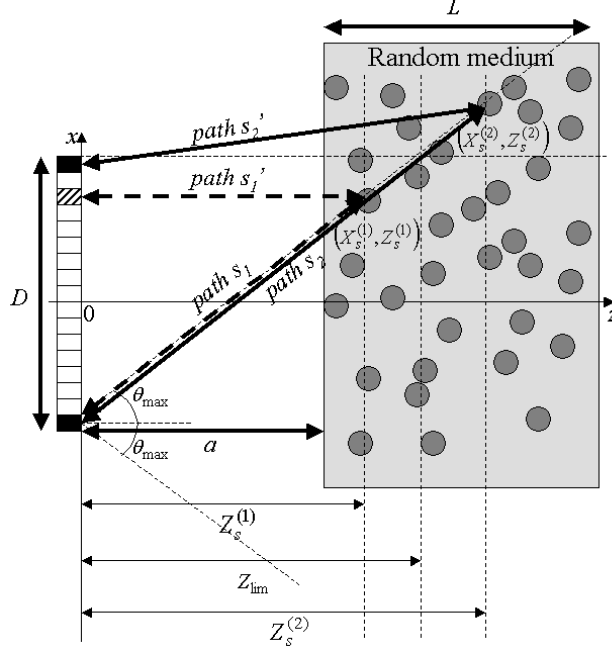 L
Random medium
x
path s₂'
(Xₛ⁽²⁾, Zₛ⁽²⁾)
path s₁'
(Xₛ⁽¹⁾, Zₛ⁽¹⁾)
path s₁
path s₂
D
0
z
θmax
θmax
a
Zₛ⁽¹⁾
Zlim
Zₛ⁽²⁾